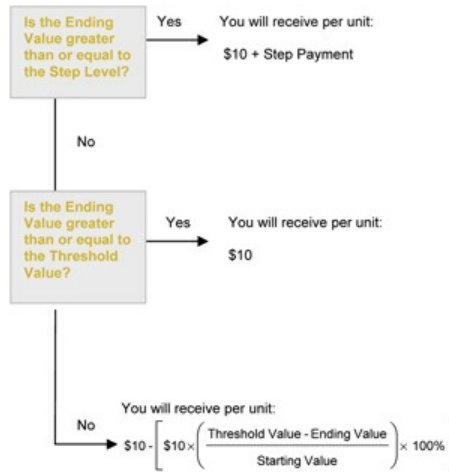 Is the Ending
Value greater
than or equal to
the Step Level?
Yes
You will receive per unit:
$10 + Step Payment
No
Is the Ending
Value greater
than or equal to
the Threshold
Value?
Yes
You will receive per unit:
$10
No
You will receive per unit:
$10 - [ $10 × ( Threshold Value - Ending Value / Starting Value ) × 100%